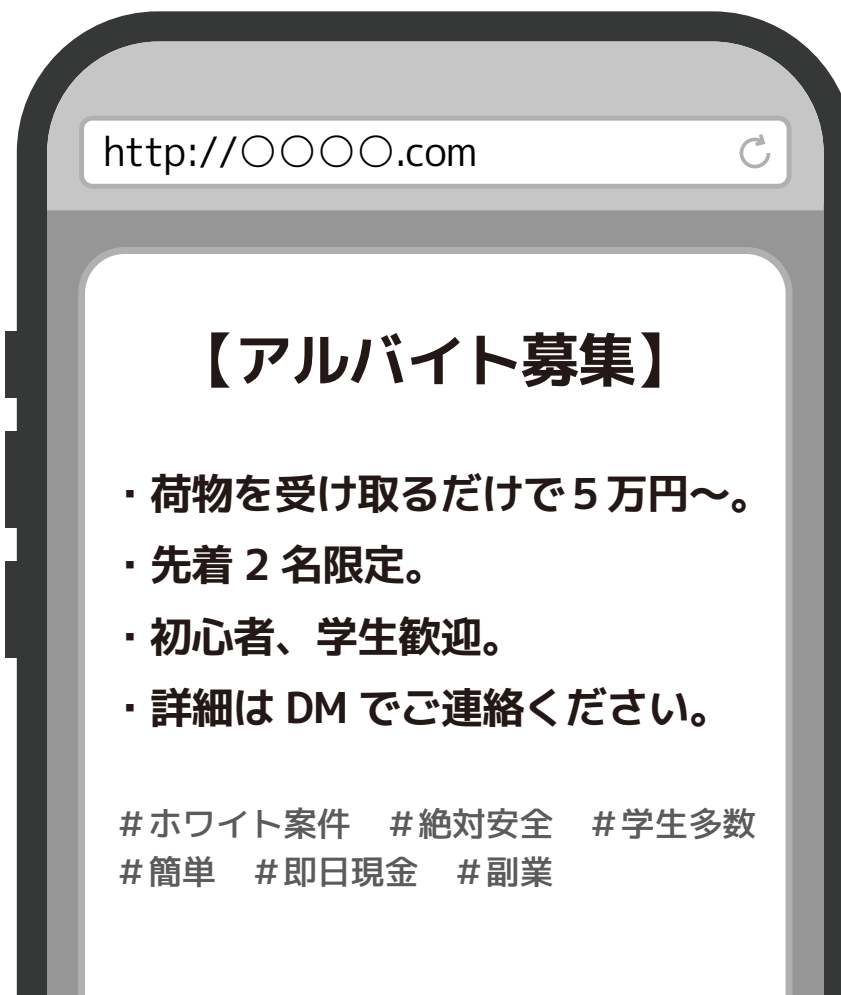 http://○○○○.com
【アルバイト募集】
・荷物を受け取るだけで5万円〜。
・先着2名限定。
・初心者、学生歓迎。
・詳細はDMでご連絡ください。
#ホワイト案件 #絶対安全 #学生多数
#簡単 #即日現金 #副業